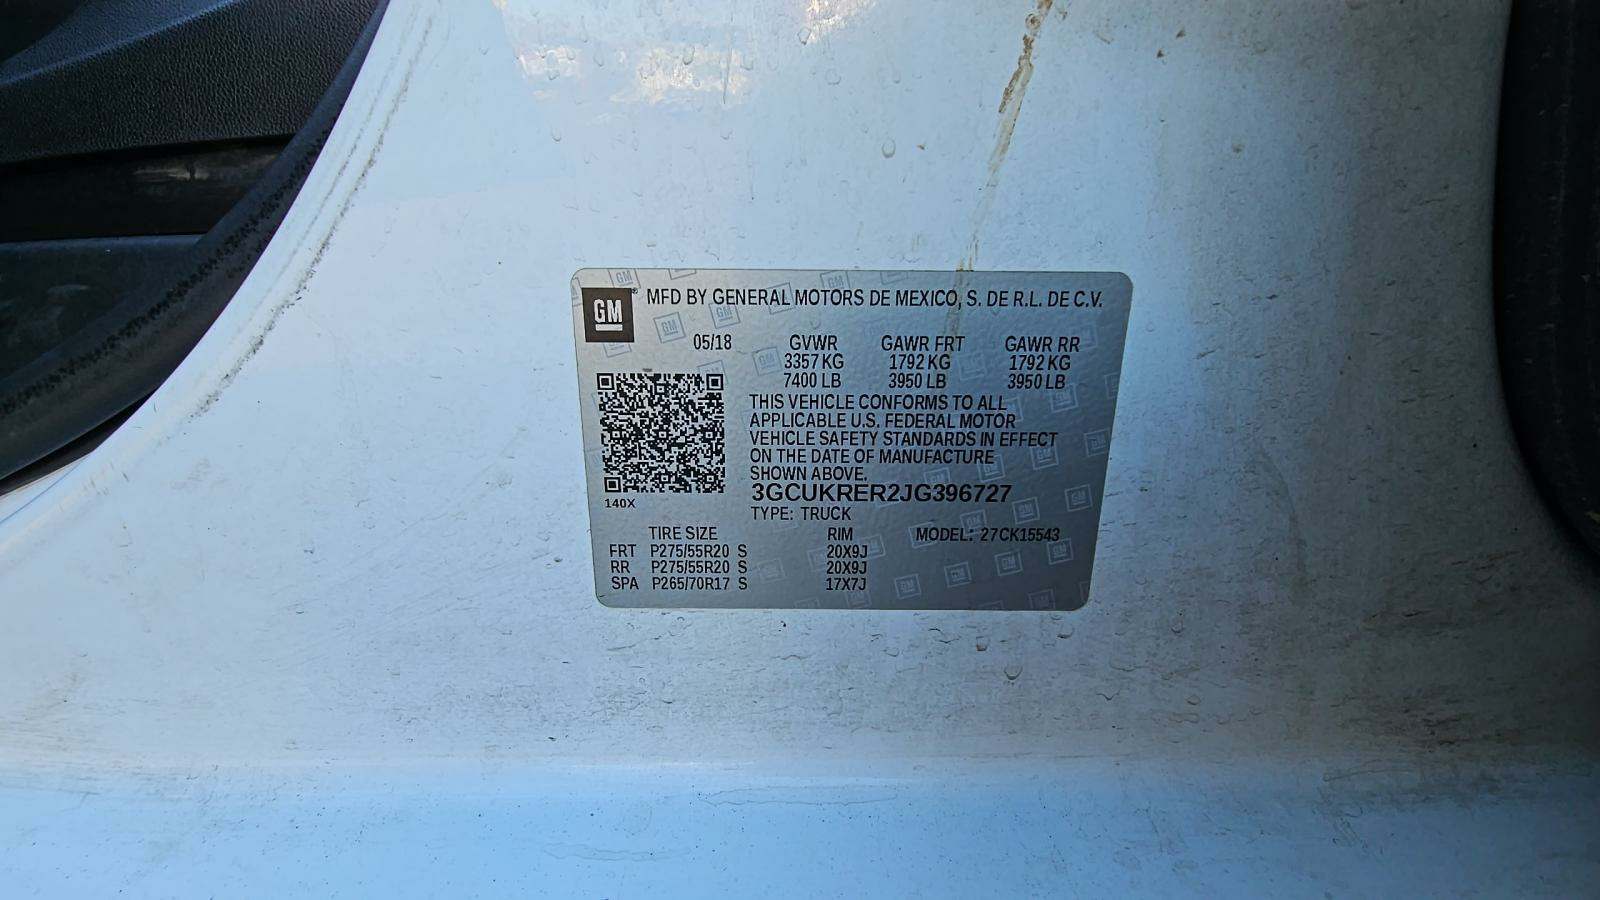 GM ® MFD BY GENERAL MOTORS DE MEXICO, S. DE R.L. DE C.V.
05/18 GVWR GAWR FRT GAWR RR
3357 KG 1792 KG 1792 KG
7400 LB 3950 LB 3950 LB
THIS VEHICLE CONFORMS TO ALL
APPLICABLE U.S. FEDERAL MOTOR
VEHICLE SAFETY STANDARDS IN EFFECT
ON THE DATE OF MANUFACTURE
SHOWN ABOVE.
3GCUKRER2JG396727
140X
TYPE: TRUCK
TIRE SIZE RIM MODEL: 27CK15543
FRT P275/55R20 S 20X9J
RR P275/55R20 S 20X9J
SPA P265/70R17 S 17X7J